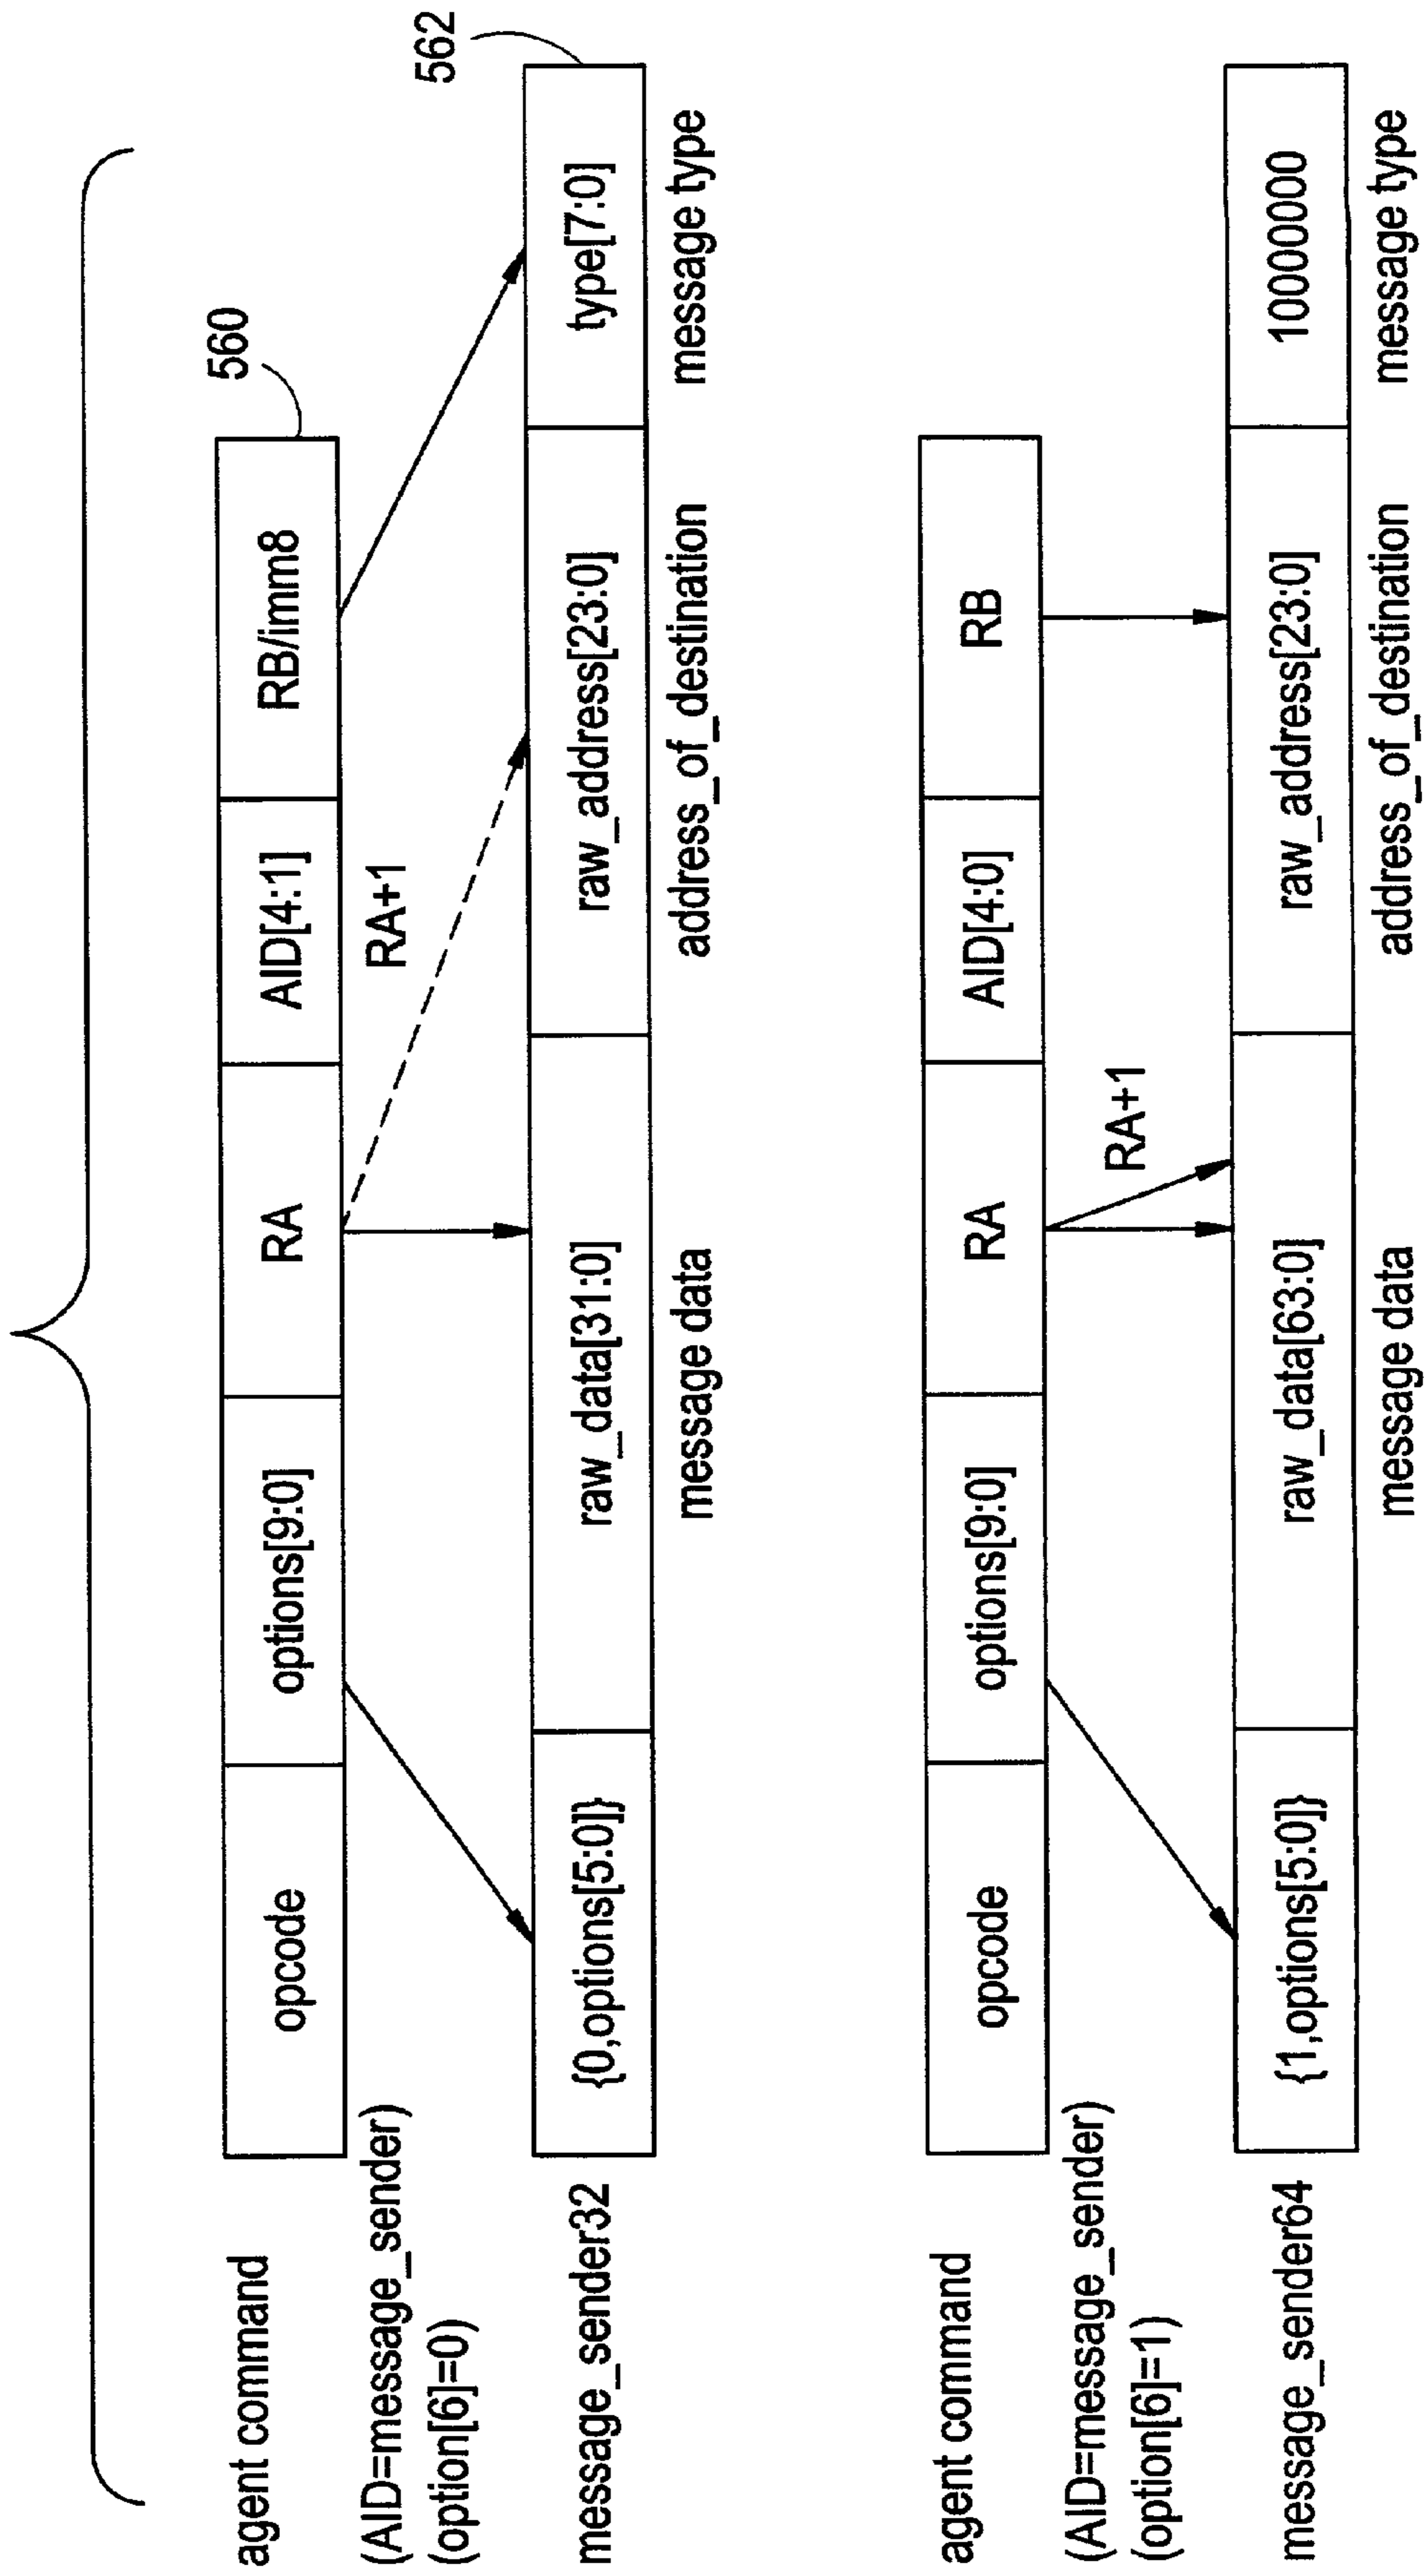 560
agent command
opcode
options[9:0]
RA
AID[4:1]
RB/imm8
(AID=message_sender)
(option[6]=0)
RA+1
562
message_sender32
{0,options[5:0]}
raw_data[31:0]
raw_address[23:0]
type[7:0]
message data
address_of_destination
message type
agent command
opcode
options[9:0]
RA
AID[4:0]
RB
(AID=message_sender)
(option[6]=1)
RA+1
message_sender64
{1,options[5:0]}
raw_data[63:0]
raw_address[23:0]
10000000
message data
address_of_destination
message type